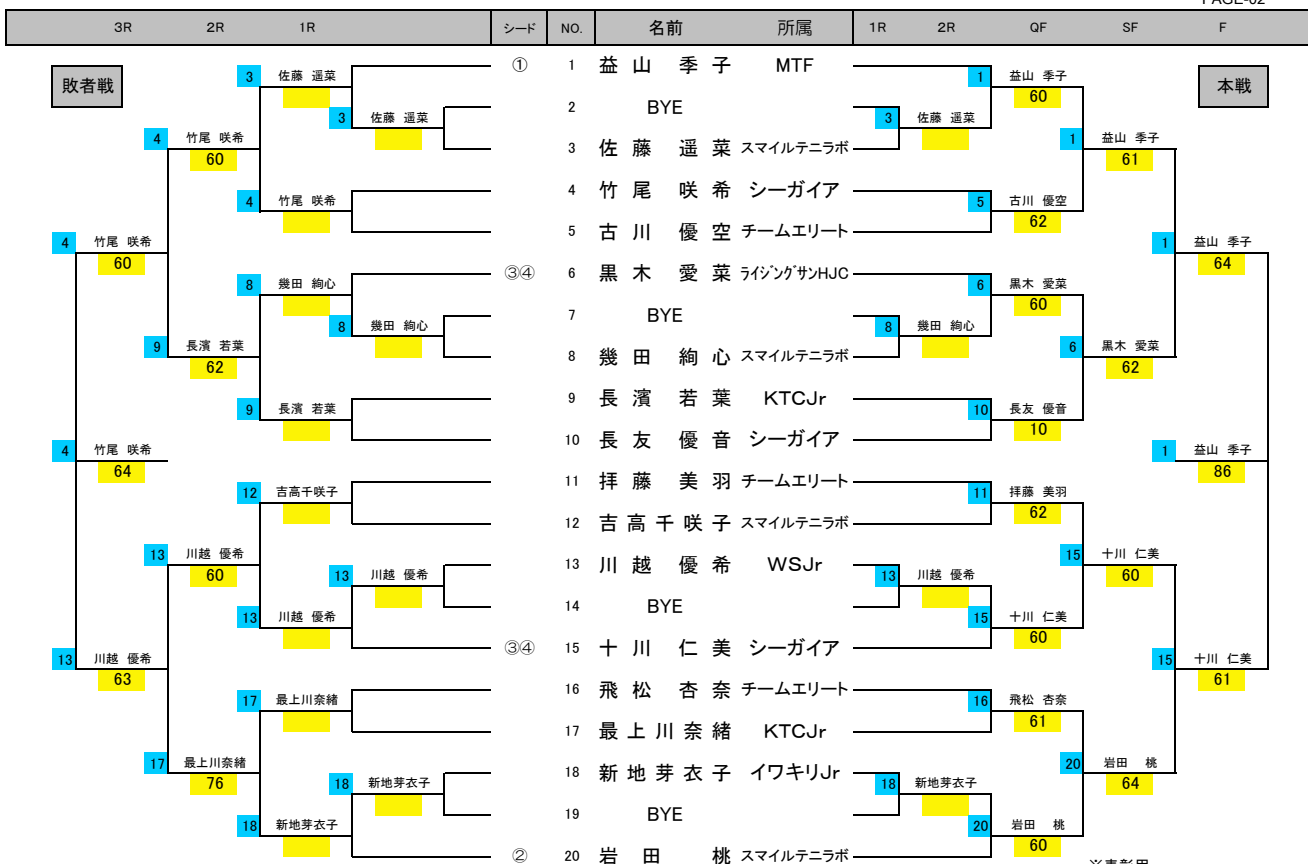 PAGE-02
3R 2R 1R シード NO. 名前 所属 1R 2R QF SF F
敗者戦 3 佐藤 遥菜 ① 1 益山 季子 MTF 1 益山 季子 60 本戦
3 佐藤 遥菜 2 BYE 3 佐藤 遥菜
4 竹尾 咲希 60 3 佐藤 遥菜 スマイルテニラボ 1 益山 季子 61
4 竹尾 咲希 4 竹尾 咲希 シーガイア 5 古川 優空 62
4 竹尾 咲希 60 5 古川 優空 チームエリート 1 益山 季子 64
8 幾田 絢心 ③④ 6 黒木 愛菜 ライジングサンHJC 6 黒木 愛菜 60
8 幾田 絢心 7 BYE 8 幾田 絢心
9 長濱 若葉 62 8 幾田 絢心 スマイルテニラボ 6 黒木 愛菜 62
9 長濱 若葉 9 長濱 若葉 KTCJr 10 長友 優音 10
4 竹尾 咲希 64 10 長友 優音 シーガイア 1 益山 季子 86
12 吉高千咲子 11 拝藤 美羽 チームエリート 11 拝藤 美羽 62
12 吉高千咲子 スマイルテニラボ
13 川越 優希 60 13 川越 優希 13 川越 優希 WSJr 13 川越 優希 15 十川 仁美 60
13 川越 優希 14 BYE 15 十川 仁美 60
13 川越 優希 63 ③④ 15 十川 仁美 シーガイア 15 十川 仁美 61
17 最上川奈緒 16 飛松 杏奈 チームエリート 16 飛松 杏奈 61
17 最上川奈緒 KTCJr
17 最上川奈緒 76 18 新地芽衣子 18 新地芽衣子 イワキリJr 18 新地芽衣子 20 岩田 桃 64
18 新地芽衣子 19 BYE 20 岩田 桃 60
② 20 岩田 桃 スマイルテニラボ